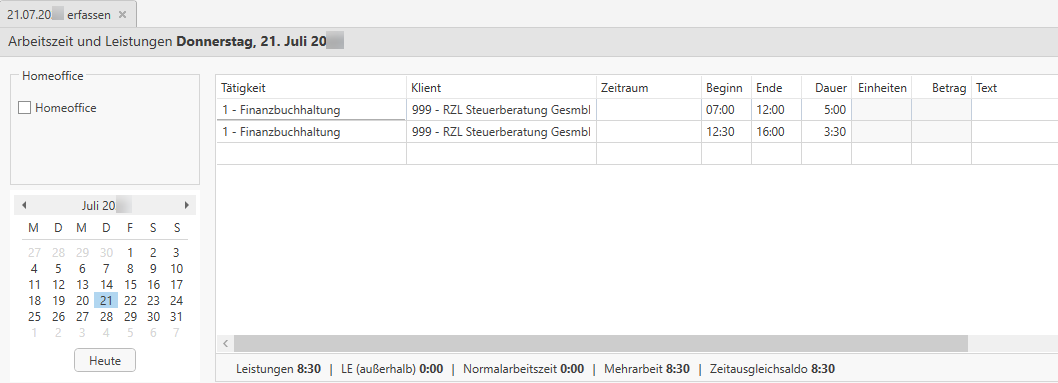 21.07.20 erfassen
Arbeitszeit und Leistungen Donnerstag, 21. Juli 20
Homeoffice
Homeoffice
Juli 20
M D M D F S S
27 28 29 30 1 2 3
4 5 6 7 8 9 10
11 12 13 14 15 16 17
18 19 20 21 22 23 24
25 26 27 28 29 30 31
1 2 3 4 5 6 7
Heute
Tätigkeit Klient Zeitraum Beginn Ende Dauer Einheiten Betrag Text
1 - Finanzbuchhaltung 999 - RZL Steuerberatung Gesmbl 07:00 12:00 5:00
1 - Finanzbuchhaltung 999 - RZL Steuerberatung Gesmbl 12:30 16:00 3:30
Leistungen 8:30 | LE (außerhalb) 0:00 | Normalarbeitszeit 0:00 | Mehrarbeit 8:30 | Zeitausgleichsaldo 8:30